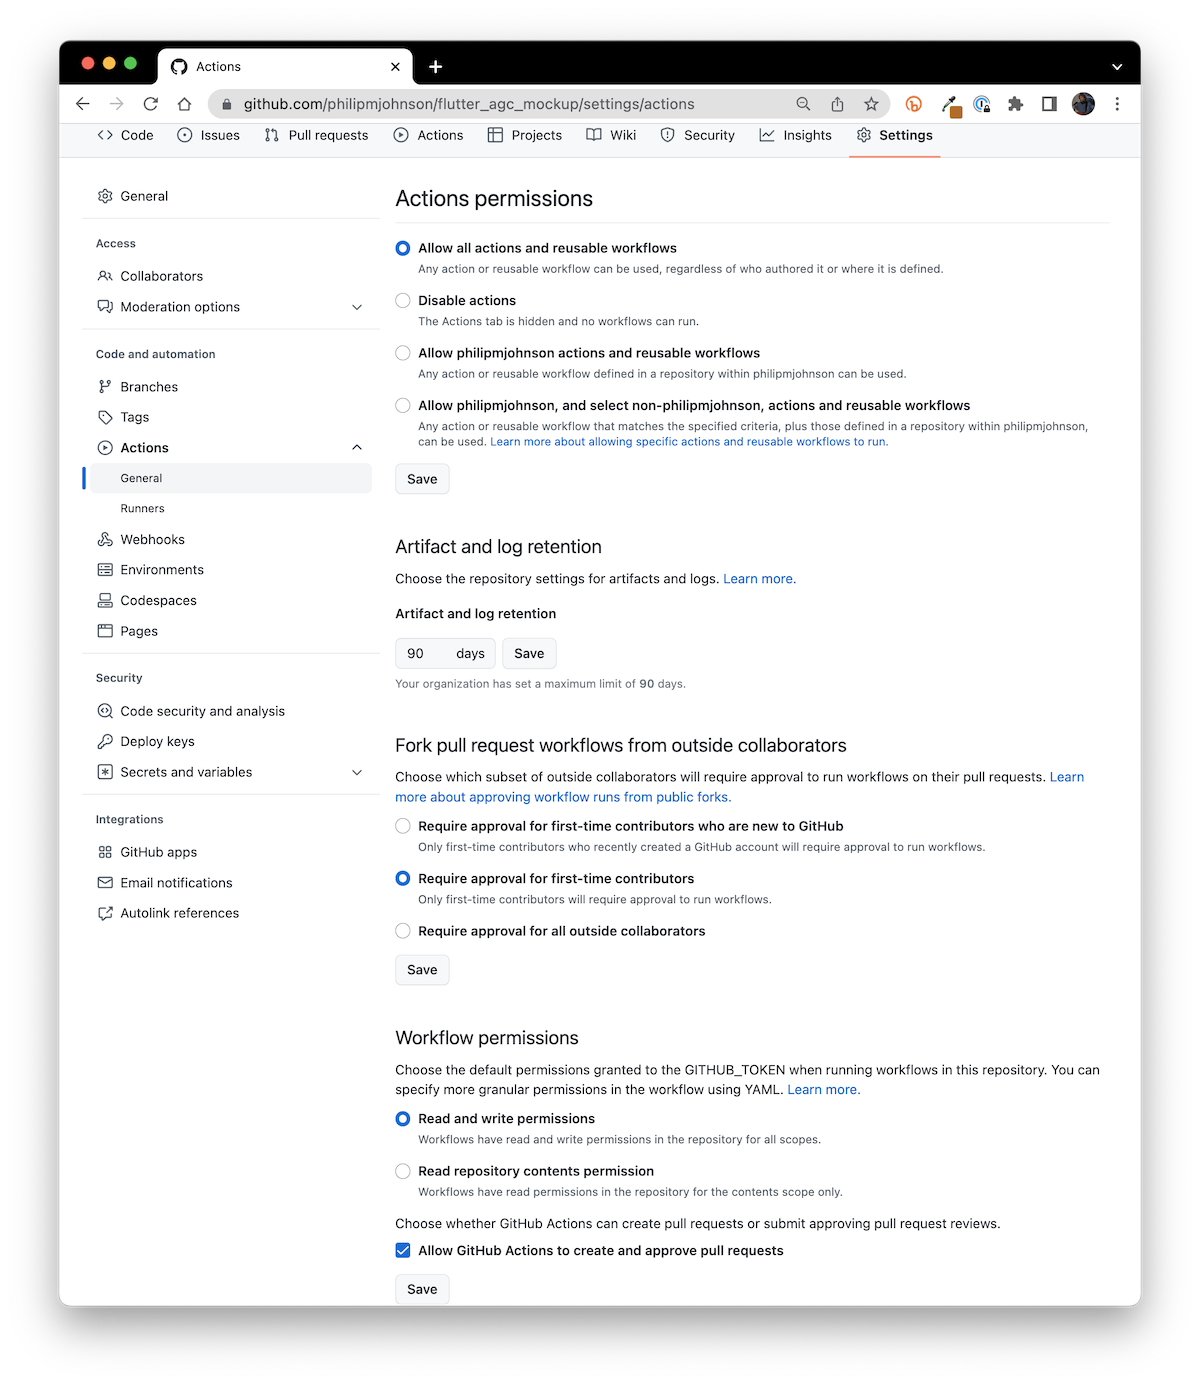 Actions
github.com/philipmjohnson/flutter_agc_mockup/settings/actions
Code Issues Pull requests Actions Projects Wiki Security Insights Settings
General
Access
Collaborators
Moderation options
Code and automation
Branches
Tags
Actions
General
Runners
Webhooks
Environments
Codespaces
Pages
Security
Code security and analysis
Deploy keys
Secrets and variables
Integrations
GitHub apps
Email notifications
Autolink references
Actions permissions
Allow all actions and reusable workflows
Any action or reusable workflow can be used, regardless of who authored it or where it is defined.
Disable actions
The Actions tab is hidden and no workflows can run.
Allow philipmjohnson actions and reusable workflows
Any action or reusable workflow defined in a repository within philipmjohnson can be used.
Allow philipmjohnson, and select non-philipmjohnson, actions and reusable workflows
Any action or reusable workflow that matches the specified criteria, plus those defined in a repository within philipmjohnson,
can be used. Learn more about allowing specific actions and reusable workflows to run.
Save
Artifact and log retention
Choose the repository settings for artifacts and logs. Learn more.
Artifact and log retention
90 days Save
Your organization has set a maximum limit of 90 days.
Fork pull request workflows from outside collaborators
Choose which subset of outside collaborators will require approval to run workflows on their pull requests. Learn
more about approving workflow runs from public forks.
Require approval for first-time contributors who are new to GitHub
Only first-time contributors who recently created a GitHub account will require approval to run workflows.
Require approval for first-time contributors
Only first-time contributors will require approval to run workflows.
Require approval for all outside collaborators
Save
Workflow permissions
Choose the default permissions granted to the GITHUB_TOKEN when running workflows in this repository. You can
specify more granular permissions in the workflow using YAML. Learn more.
Read and write permissions
Workflows have read and write permissions in the repository for all scopes.
Read repository contents permission
Workflows have read permissions in the repository for the contents scope only.
Choose whether GitHub Actions can create pull requests or submit approving pull request reviews.
Allow GitHub Actions to create and approve pull requests
Save